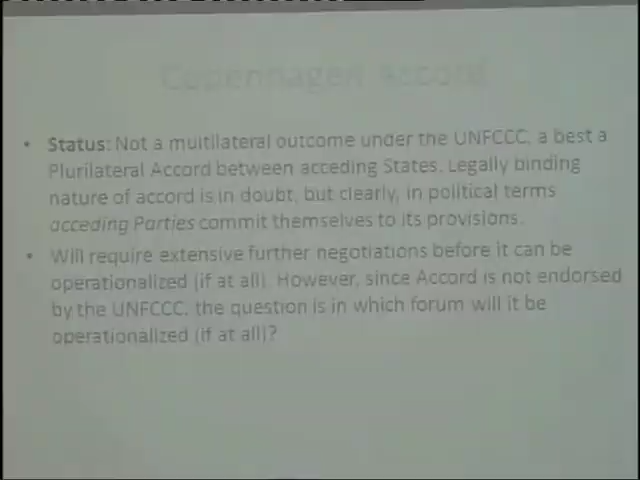 Copenhagen Accord
• Status: Not a multilateral outcome under the UNFCCC, a best a
Plurilateral Accord between acceding States. Legally binding
nature of accord is in doubt, but clearly, in political terms
acceding Parties commit themselves to its provisions.
• Will require extensive further negotiations before it can be
operationalized (if at all). However, since Accord is not endorsed
by the UNFCCC, the question is in which forum will it be
operationalized (if at all)?